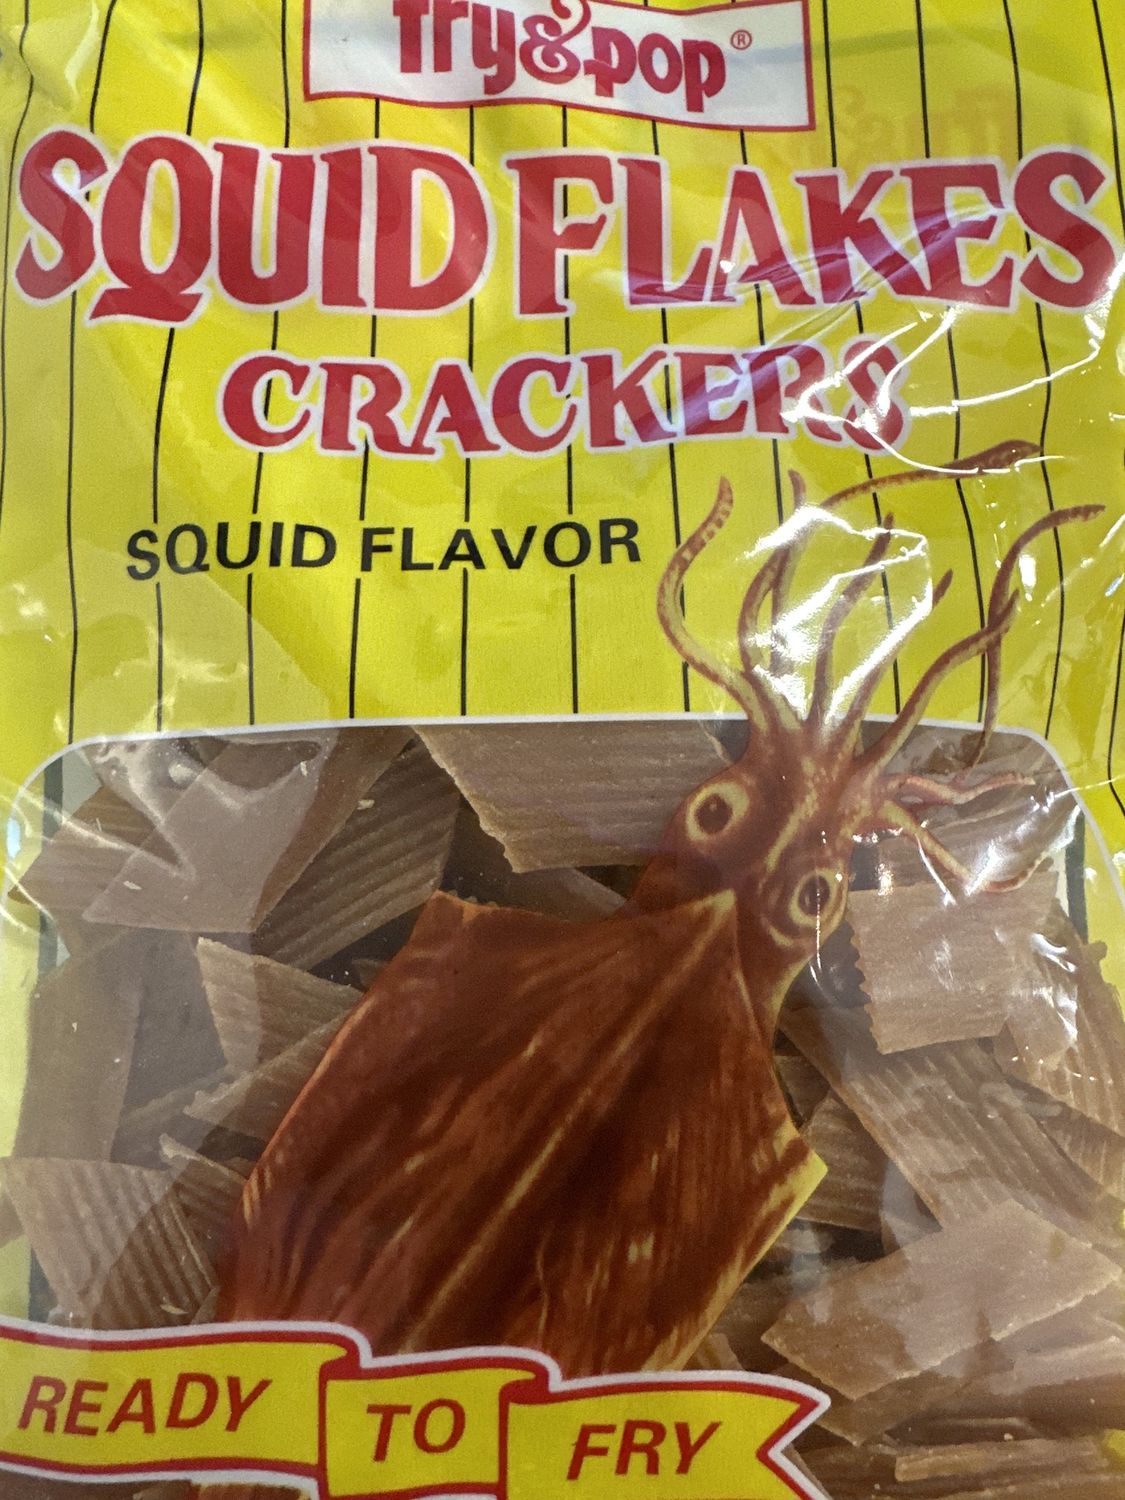 fry&pop®
SQUID FLAKES
CRACKERS
SQUID FLAVOR
READY TO FRY